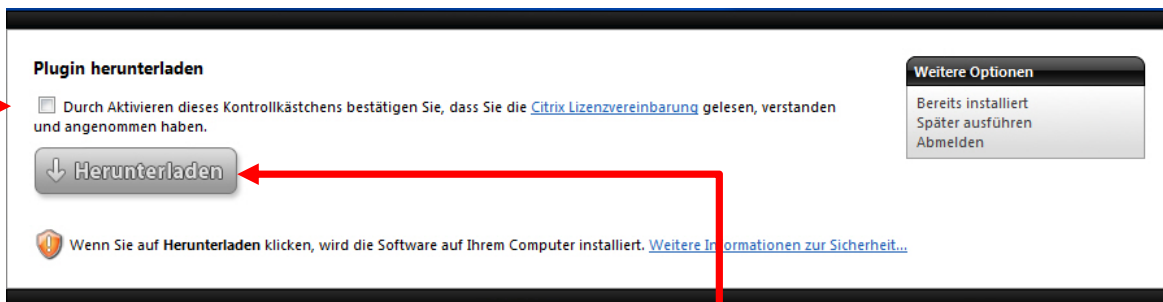 Plugin herunterladen
Durch Aktivieren dieses Kontrollkästchens bestätigen Sie, dass Sie die Citrix Lizenzvereinbarung gelesen, verstanden
und angenommen haben.
Herunterladen
Wenn Sie auf Herunterladen klicken, wird die Software auf Ihrem Computer installiert. Weitere Informationen zur Sicherheit...
Weitere Optionen
Bereits installiert
Später ausführen
Abmelden